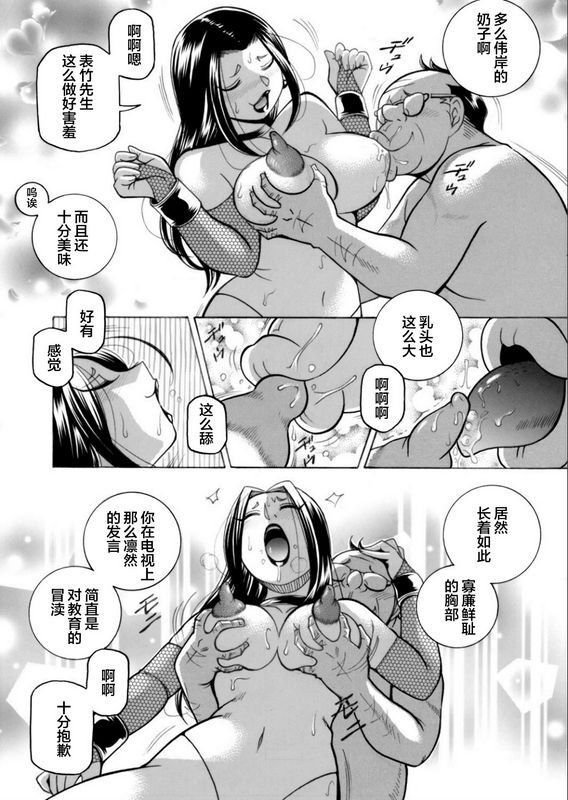 多么伟岸的
奶子啊
啊啊嗯
表竹先生
这么做好害羞
呜诶
而且还
十分美味
乳头也
这么大
啊啊啊
这么舔
好有
感觉
居然
长着如此
寡廉鲜耻
的胸部
你在电视上
那么凛然
的发言
简直是
对教育的
冒渎
啊啊
十分抱歉